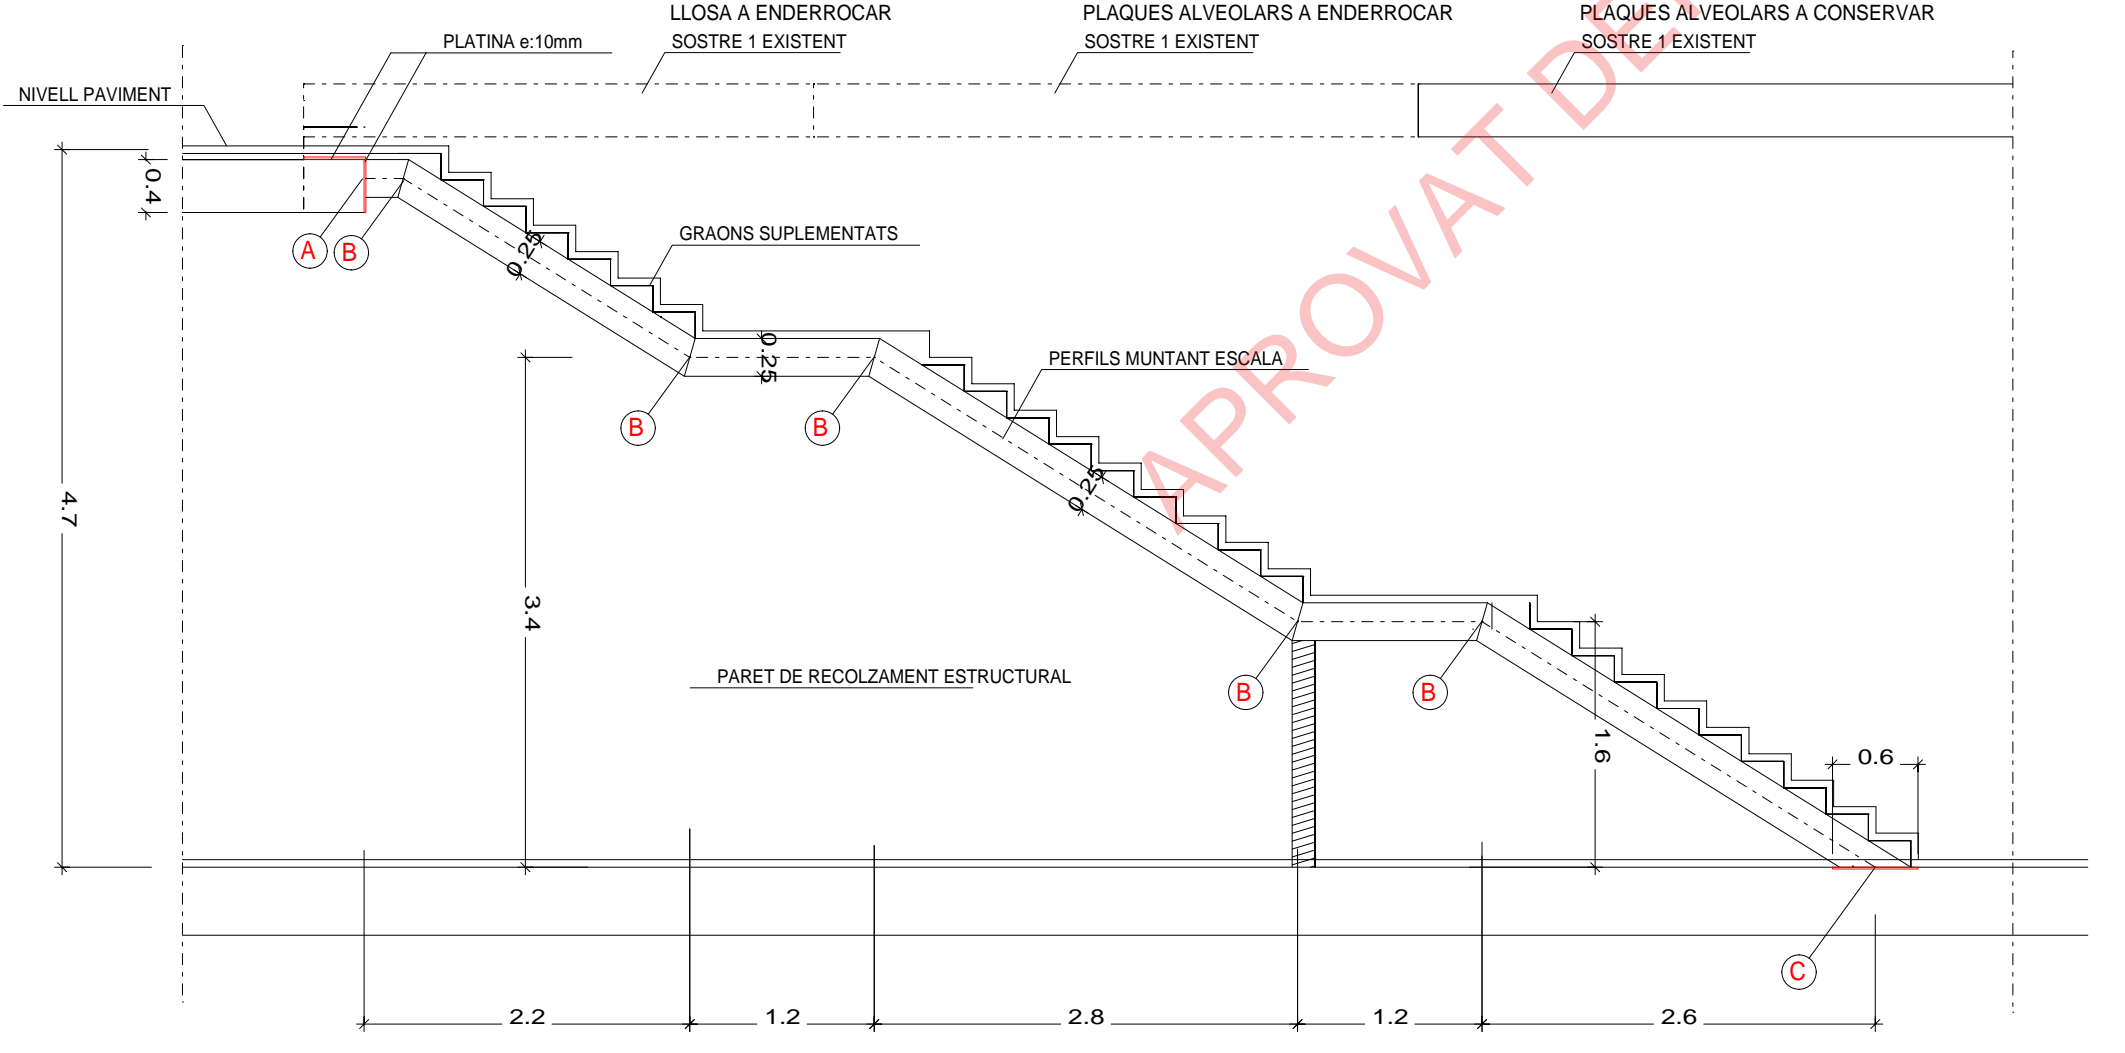 LLOSA A ENDERROCAR
SOSTRE 1 EXISTENT
PLAQUES ALVEOLARS A ENDERROCAR
SOSTRE 1 EXISTENT
PLAQUES ALVEOLARS A CONSERVAR
SOSTRE 1 EXISTENT
PLATINA e:10mm
NIVELL PAVIMENT
0.4
A
B
0.25
GRAONS SUPLEMENTATS
0.25
PERFILS MUNTANT ESCALA
B
B
0.25
4.7
3.4
PARET DE RECOLZAMENT ESTRUCTURAL
B
B
1.6
0.6
C
2.2
1.2
2.8
1.2
2.6
APROVAT